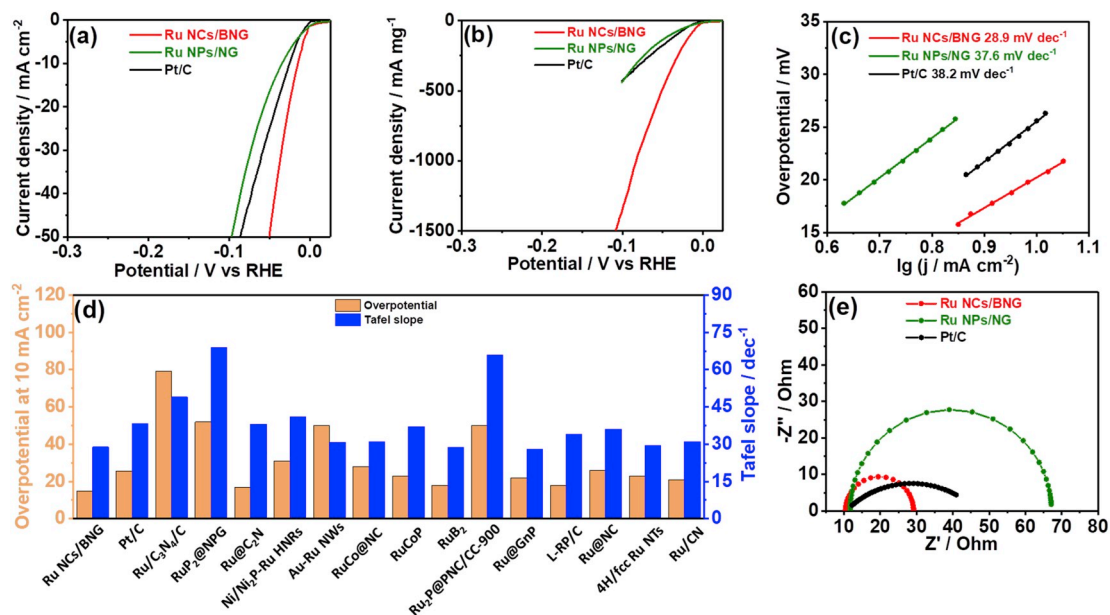 (a)
Ru NCs/BNG
Ru NPs/NG
Pt/C
Current density / mA cm⁻²
0
-10
-20
-30
-40
-50
-0.3
-0.2
-0.1
0.0
Potential / V vs RHE
(b)
Ru NCs/BNG
Ru NPs/NG
Pt/C
Current density / mA mg⁻¹
0
-500
-1000
-1500
-0.3
-0.2
-0.1
0.0
Potential / V vs RHE
(c)
Ru NCs/BNG 28.9 mV dec⁻¹
Ru NPs/NG 37.6 mV dec⁻¹
Pt/C 38.2 mV dec⁻¹
Overpotential / mV
35
30
25
20
15
0.6
0.7
0.8
0.9
1.0
1.1
lg (j / mA cm⁻²)
(d)
Overpotential
Tafel slope
Overpotential at 10 mA cm⁻²
120
100
80
60
40
20
0
Tafel slope / dec⁻¹
90
75
60
45
30
15
0
Ru NCs/BNG
Pt/C
Ru/C₃N₄/C
RuP₂@NPG
Ru@C₂N
Ni/Ni₂P-Ru HNRs
Au-Ru NWs
RuCo@NC
RuCoP
RuB₂
Ru₂P@PNC/CC-900
Ru@GnP
L-RP/C
Ru@NC
4H/fcc Ru NTs
Ru/CN
(e)
Ru NCs/BNG
Ru NPs/NG
Pt/C
-Z'' / Ohm
60
50
40
30
20
10
0
0
10
20
30
40
50
60
70
80
Z' / Ohm